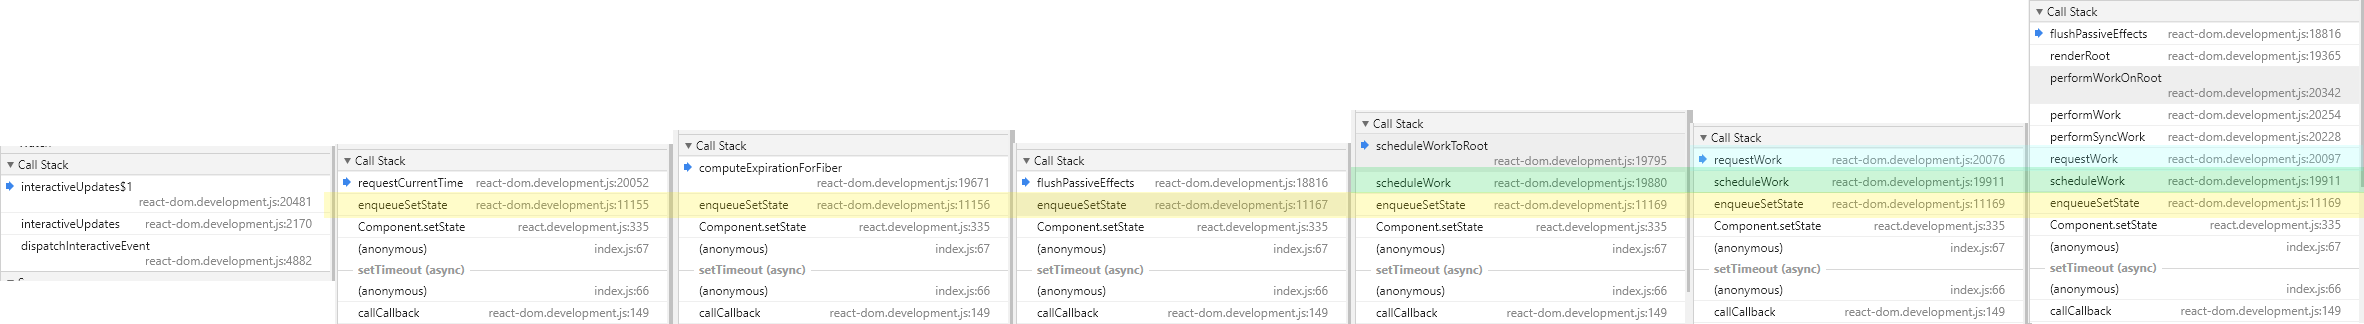 Call Stack
interactiveUpdates$1
react-dom.development.js:20481
interactiveUpdates react-dom.development.js:2170
dispatchInteractiveEvent
react-dom.development.js:4882
Call Stack
requestCurrentTime react-dom.development.js:20052
enqueueSetState react-dom.development.js:11155
Component.setState react.development.js:335
(anonymous) index.js:67
setTimeout (async)
(anonymous) index.js:66
callCallback react-dom.development.js:149
Call Stack
computeExpirationForFiber
react-dom.development.js:19671
enqueueSetState react-dom.development.js:11156
Component.setState react.development.js:335
(anonymous) index.js:67
setTimeout (async)
(anonymous) index.js:66
callCallback react-dom.development.js:149
Call Stack
flushPassiveEffects react-dom.development.js:18816
enqueueSetState react-dom.development.js:11167
Component.setState react.development.js:335
(anonymous) index.js:67
setTimeout (async)
(anonymous) index.js:66
callCallback react-dom.development.js:149
Call Stack
scheduleWorkToRoot
react-dom.development.js:19795
scheduleWork react-dom.development.js:19880
enqueueSetState react-dom.development.js:11169
Component.setState react.development.js:335
(anonymous) index.js:67
setTimeout (async)
(anonymous) index.js:66
callCallback react-dom.development.js:149
Call Stack
requestWork react-dom.development.js:20076
scheduleWork react-dom.development.js:19911
enqueueSetState react-dom.development.js:11169
Component.setState react.development.js:335
(anonymous) index.js:67
setTimeout (async)
(anonymous) index.js:66
callCallback react-dom.development.js:149
Call Stack
flushPassiveEffects react-dom.development.js:18816
renderRoot react-dom.development.js:19365
performWorkOnRoot
react-dom.development.js:20342
performWork react-dom.development.js:20254
performSyncWork react-dom.development.js:20228
requestWork react-dom.development.js:20097
scheduleWork react-dom.development.js:19911
enqueueSetState react-dom.development.js:11169
Component.setState react.development.js:335
(anonymous) index.js:67
setTimeout (async)
(anonymous) index.js:66
callCallback react-dom.development.js:149